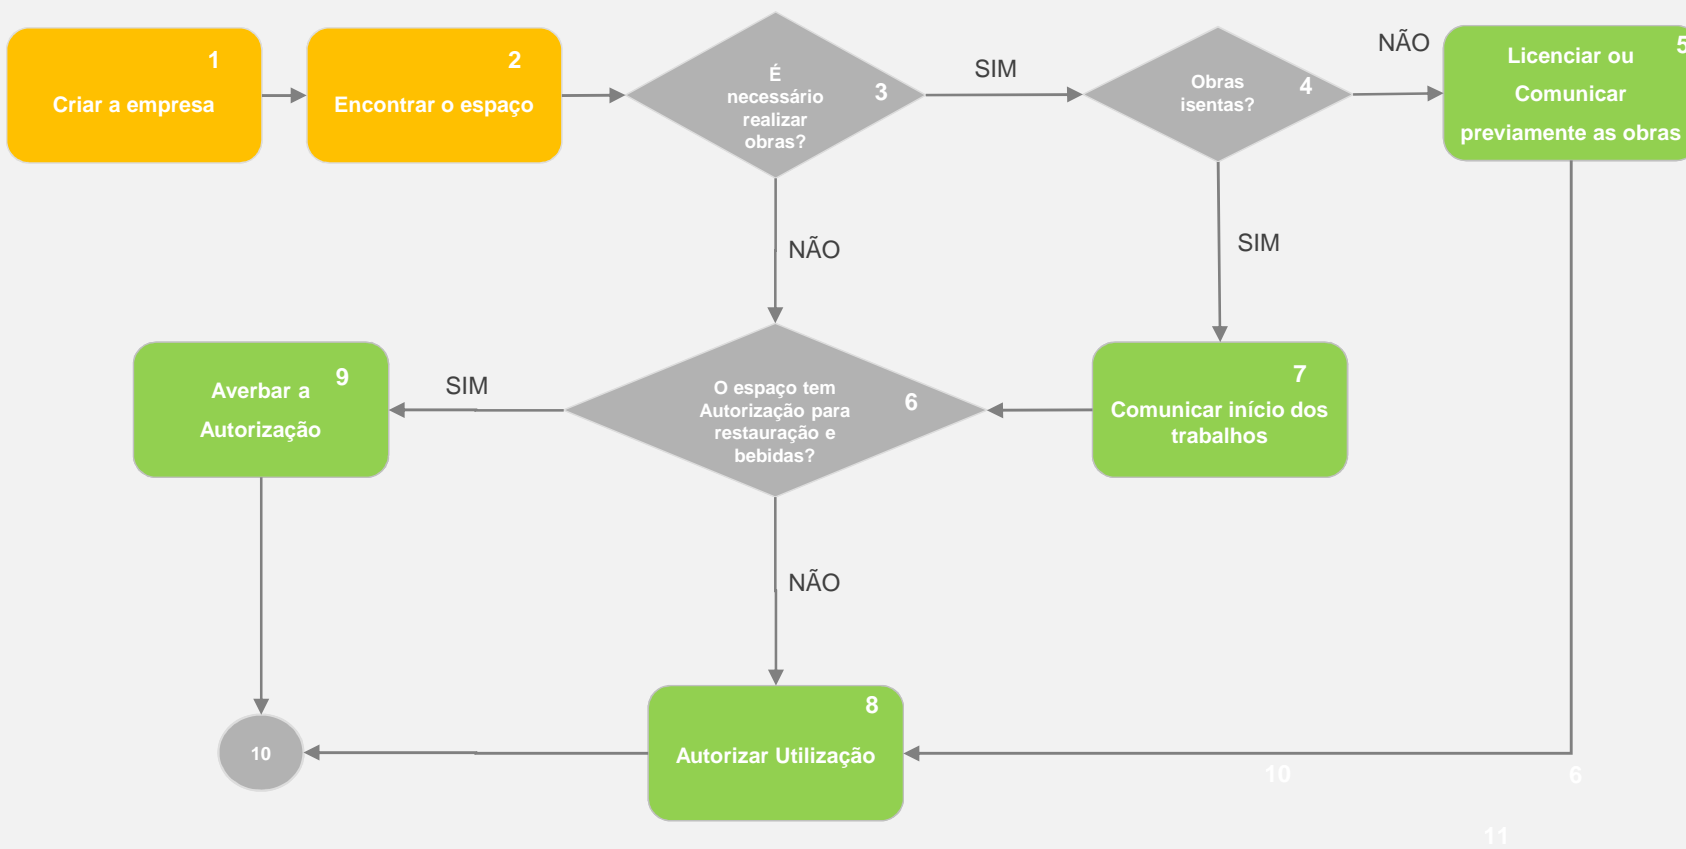 1
Criar a empresa
2
Encontrar o espaço
É
necessário
realizar
obras?
3
SIM
Obras
isentas?
4
NÃO
5
Licenciar ou
Comunicar
previamente as obras
NÃO
SIM
9
Averbar a
Autorização
SIM
O espaço tem
Autorização para
restauração e
bebidas?
6
7
Comunicar início dos
trabalhos
NÃO
8
Autorizar Utilização
10
10
6
11